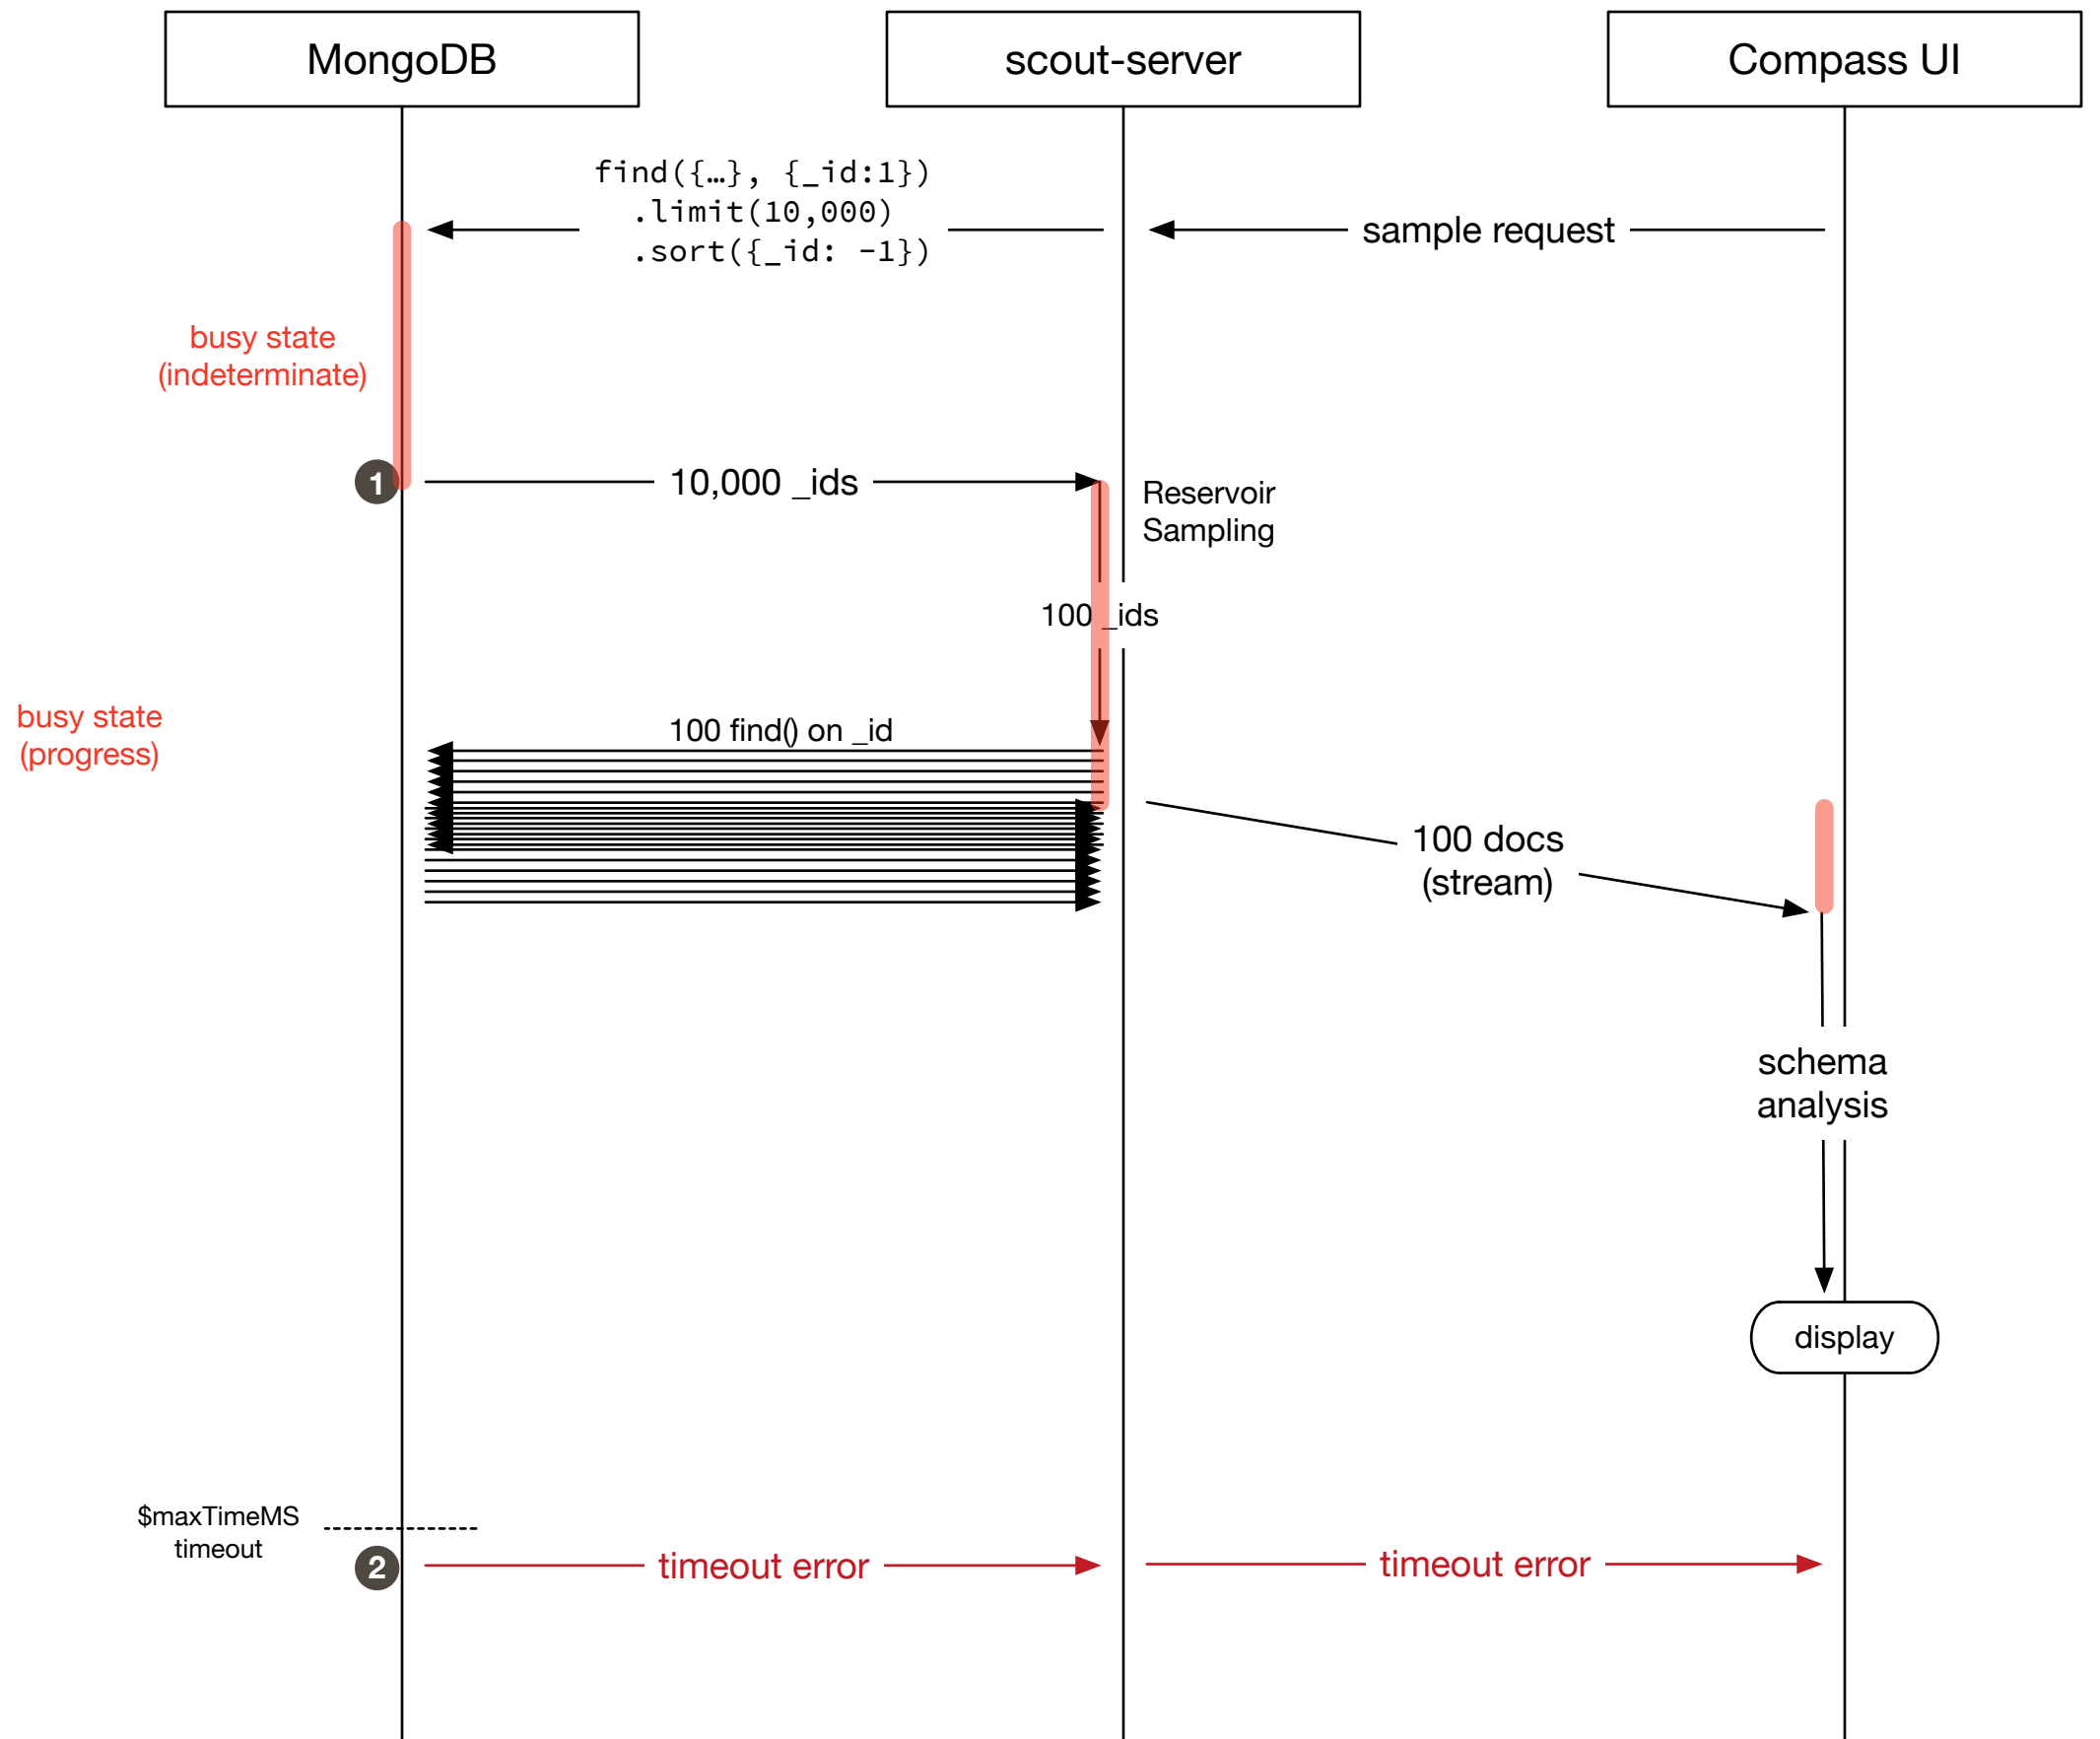 MongoDB
scout-server
Compass UI
find({…}, {_id:1})
.limit(10,000)
.sort({_id: -1})
sample request
busy state
(indeterminate)
1
10,000 _ids
Reservoir
Sampling
100 _ids
busy state
(progress)
100 find() on _id
100 docs
(stream)
schema
analysis
display
$maxTimeMS
timeout
2
timeout error
timeout error